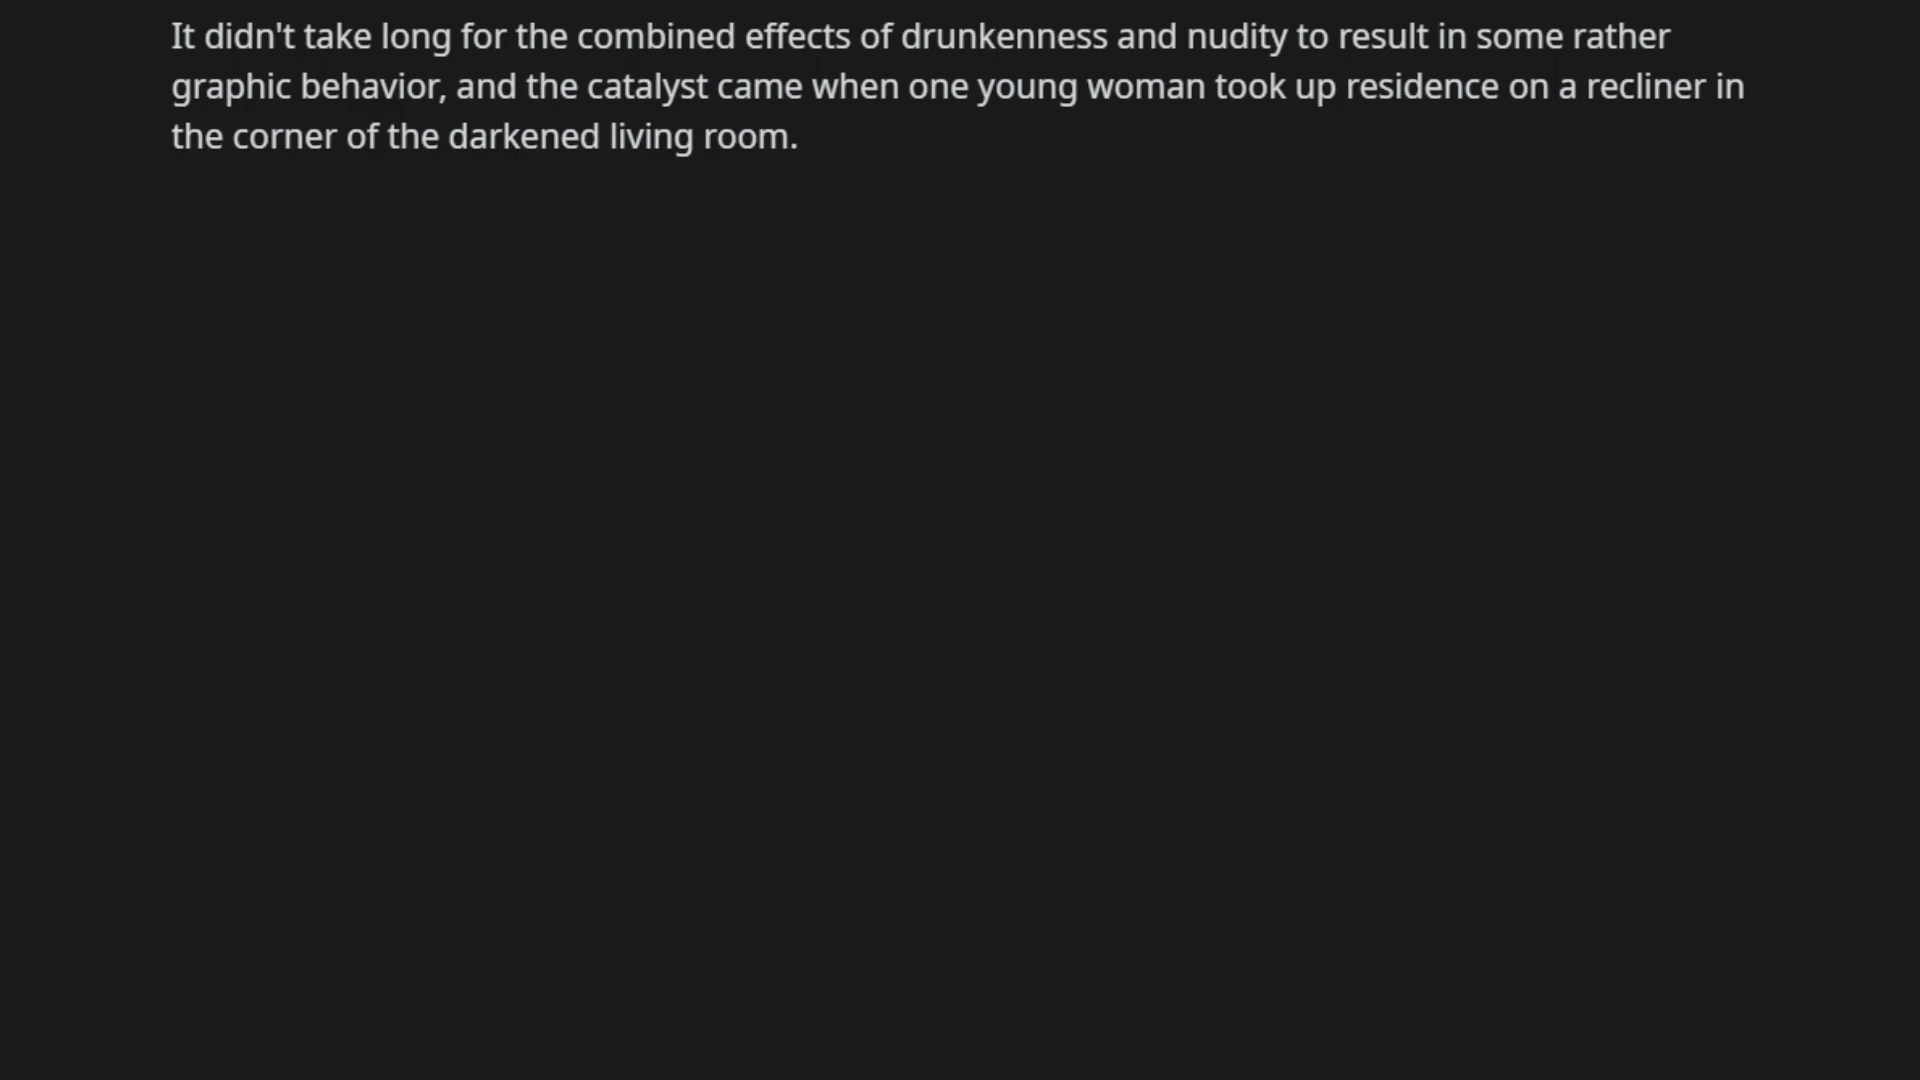 It didn't take long for the combined effects of drunkenness and nudity to result in some rather
graphic behavior, and the catalyst came when one young woman took up residence on a recliner in
the corner of the darkened living room.